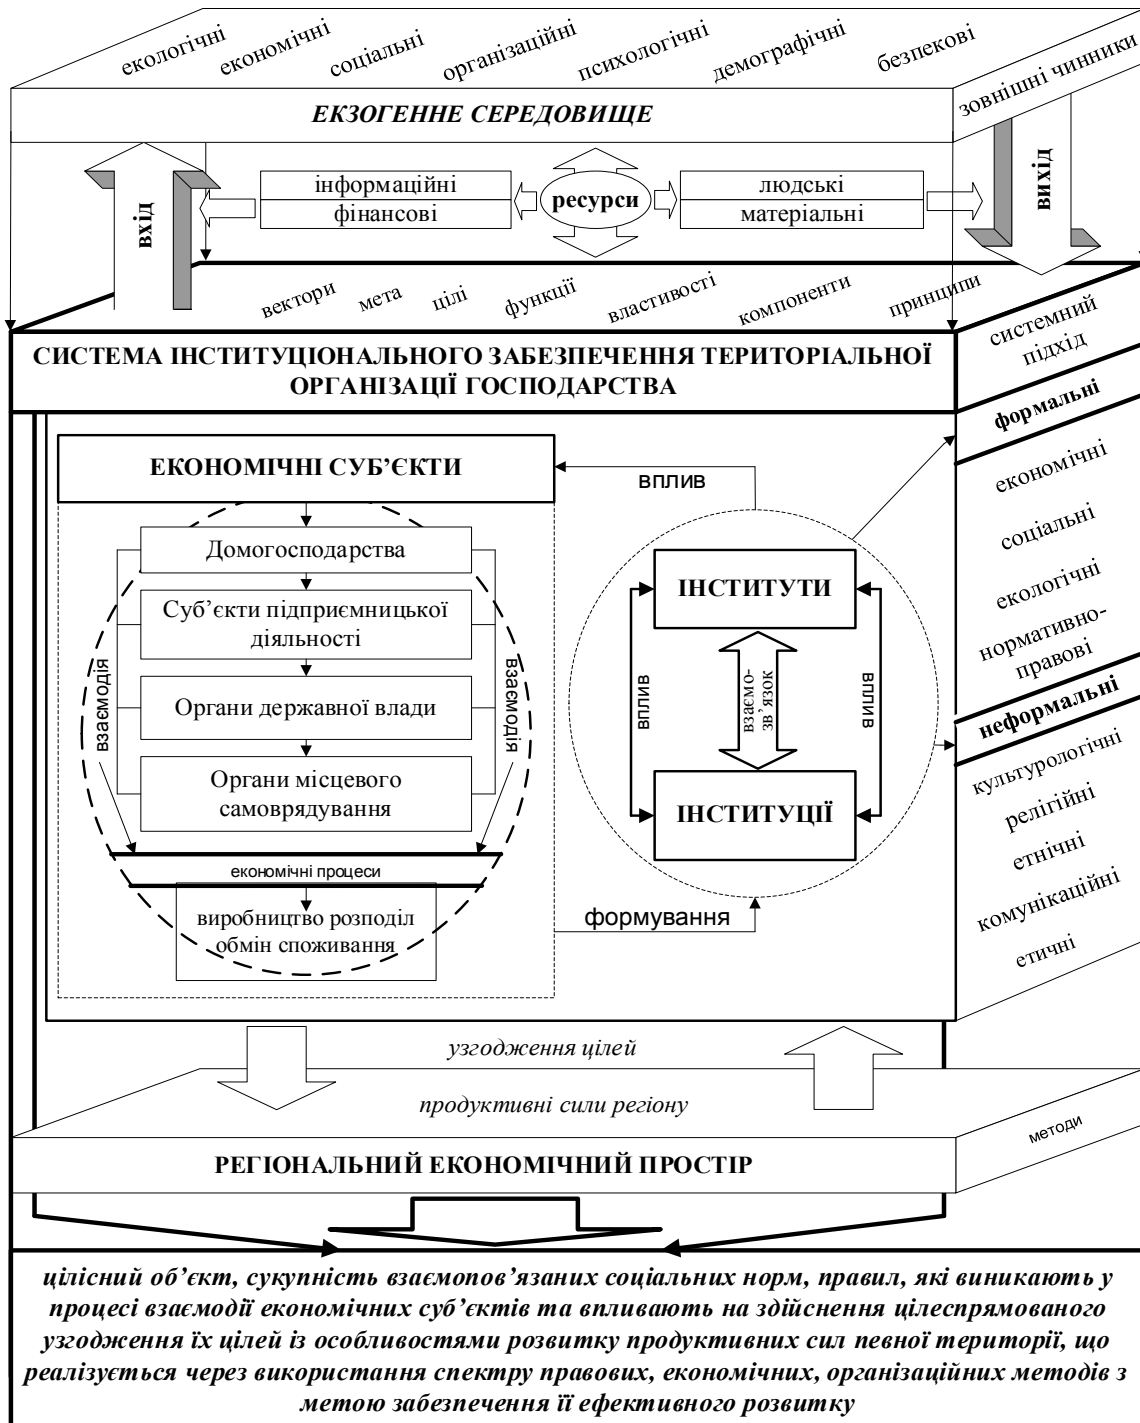 екологічні економічні соціальні організаційні психологічні демографічні безпекові
зовнішні чинники
ЕКЗОГЕННЕ СЕРЕДОВИЩЕ
вхід
інформаційні
фінансові
ресурси
людські
матеріальні
вихід
вектори мета цілі функції властивості компоненти принципи
СИСТЕМА ІНСТИТУЦІОНАЛЬНОГО ЗАБЕЗПЕЧЕННЯ ТЕРИТОРІАЛЬНОЇ
ОРГАНІЗАЦІЇ ГОСПОДАРСТВА
системний
підхід
формальні
економічні
соціальні
екологічні
нормативно-
правові
неформальні
культурологічні
релігійні
етнічні
комунікаційні
етичні
ЕКОНОМІЧНІ СУБ’ЄКТИ
Домогосподарства
Суб’єкти підприємницької
діяльності
Органи державної влади
Органи місцевого
самоврядування
взаємодія
взаємодія
економічні процеси
виробництво розподіл
обмін споживання
вплив
ІНСТИТУТИ
вплив
взаємо-
зв’язок
вплив
ІНСТИТУЦІЇ
формування
узгодження цілей
продуктивні сили регіону
методи
РЕГІОНАЛЬНИЙ ЕКОНОМІЧНИЙ ПРОСТІР
цілісний об’єкт, сукупність взаємопов’язаних соціальних норм, правил, які виникають у
процесі взаємодії економічних суб’єктів та впливають на здійснення цілеспрямованого
узгодження їх цілей із особливостями розвитку продуктивних сил певної території, що
реалізується через використання спектру правових, економічних, організаційних методів з
метою забезпечення її ефективного розвитку